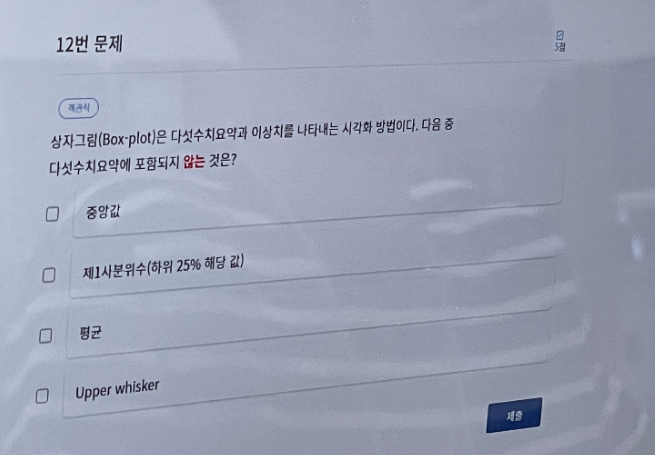 12번 문제
5점
객관식
상자그림(Box-plot)은 다섯수치요약과 이상치를 나타내는 시각화 방법이다. 다음 중
다섯수치요약에 포함되지 않는 것은?
중앙값
제1사분위수(하위 25% 해당 값)
평균
Upper whisker
제출